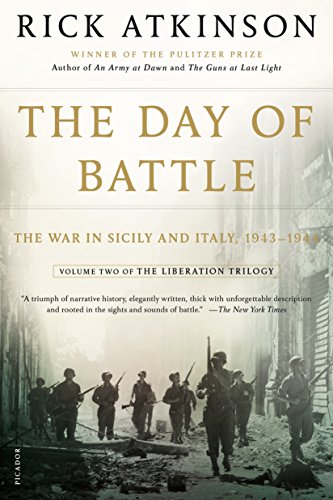 RICK ATKINSON
WINNER OF THE PULITZER PRIZE
Author of An Army at Dawn and The Guns at Last Light
THE DAY OF
BATTLE
THE WAR IN SICILY AND ITALY, 1943–1944
VOLUME TWO OF THE LIBERATION TRILOGY
"A triumph of narrative history, elegantly written, thick with unforgettable description
and rooted in the sights and sounds of battle." —The New York Times
PICADOR